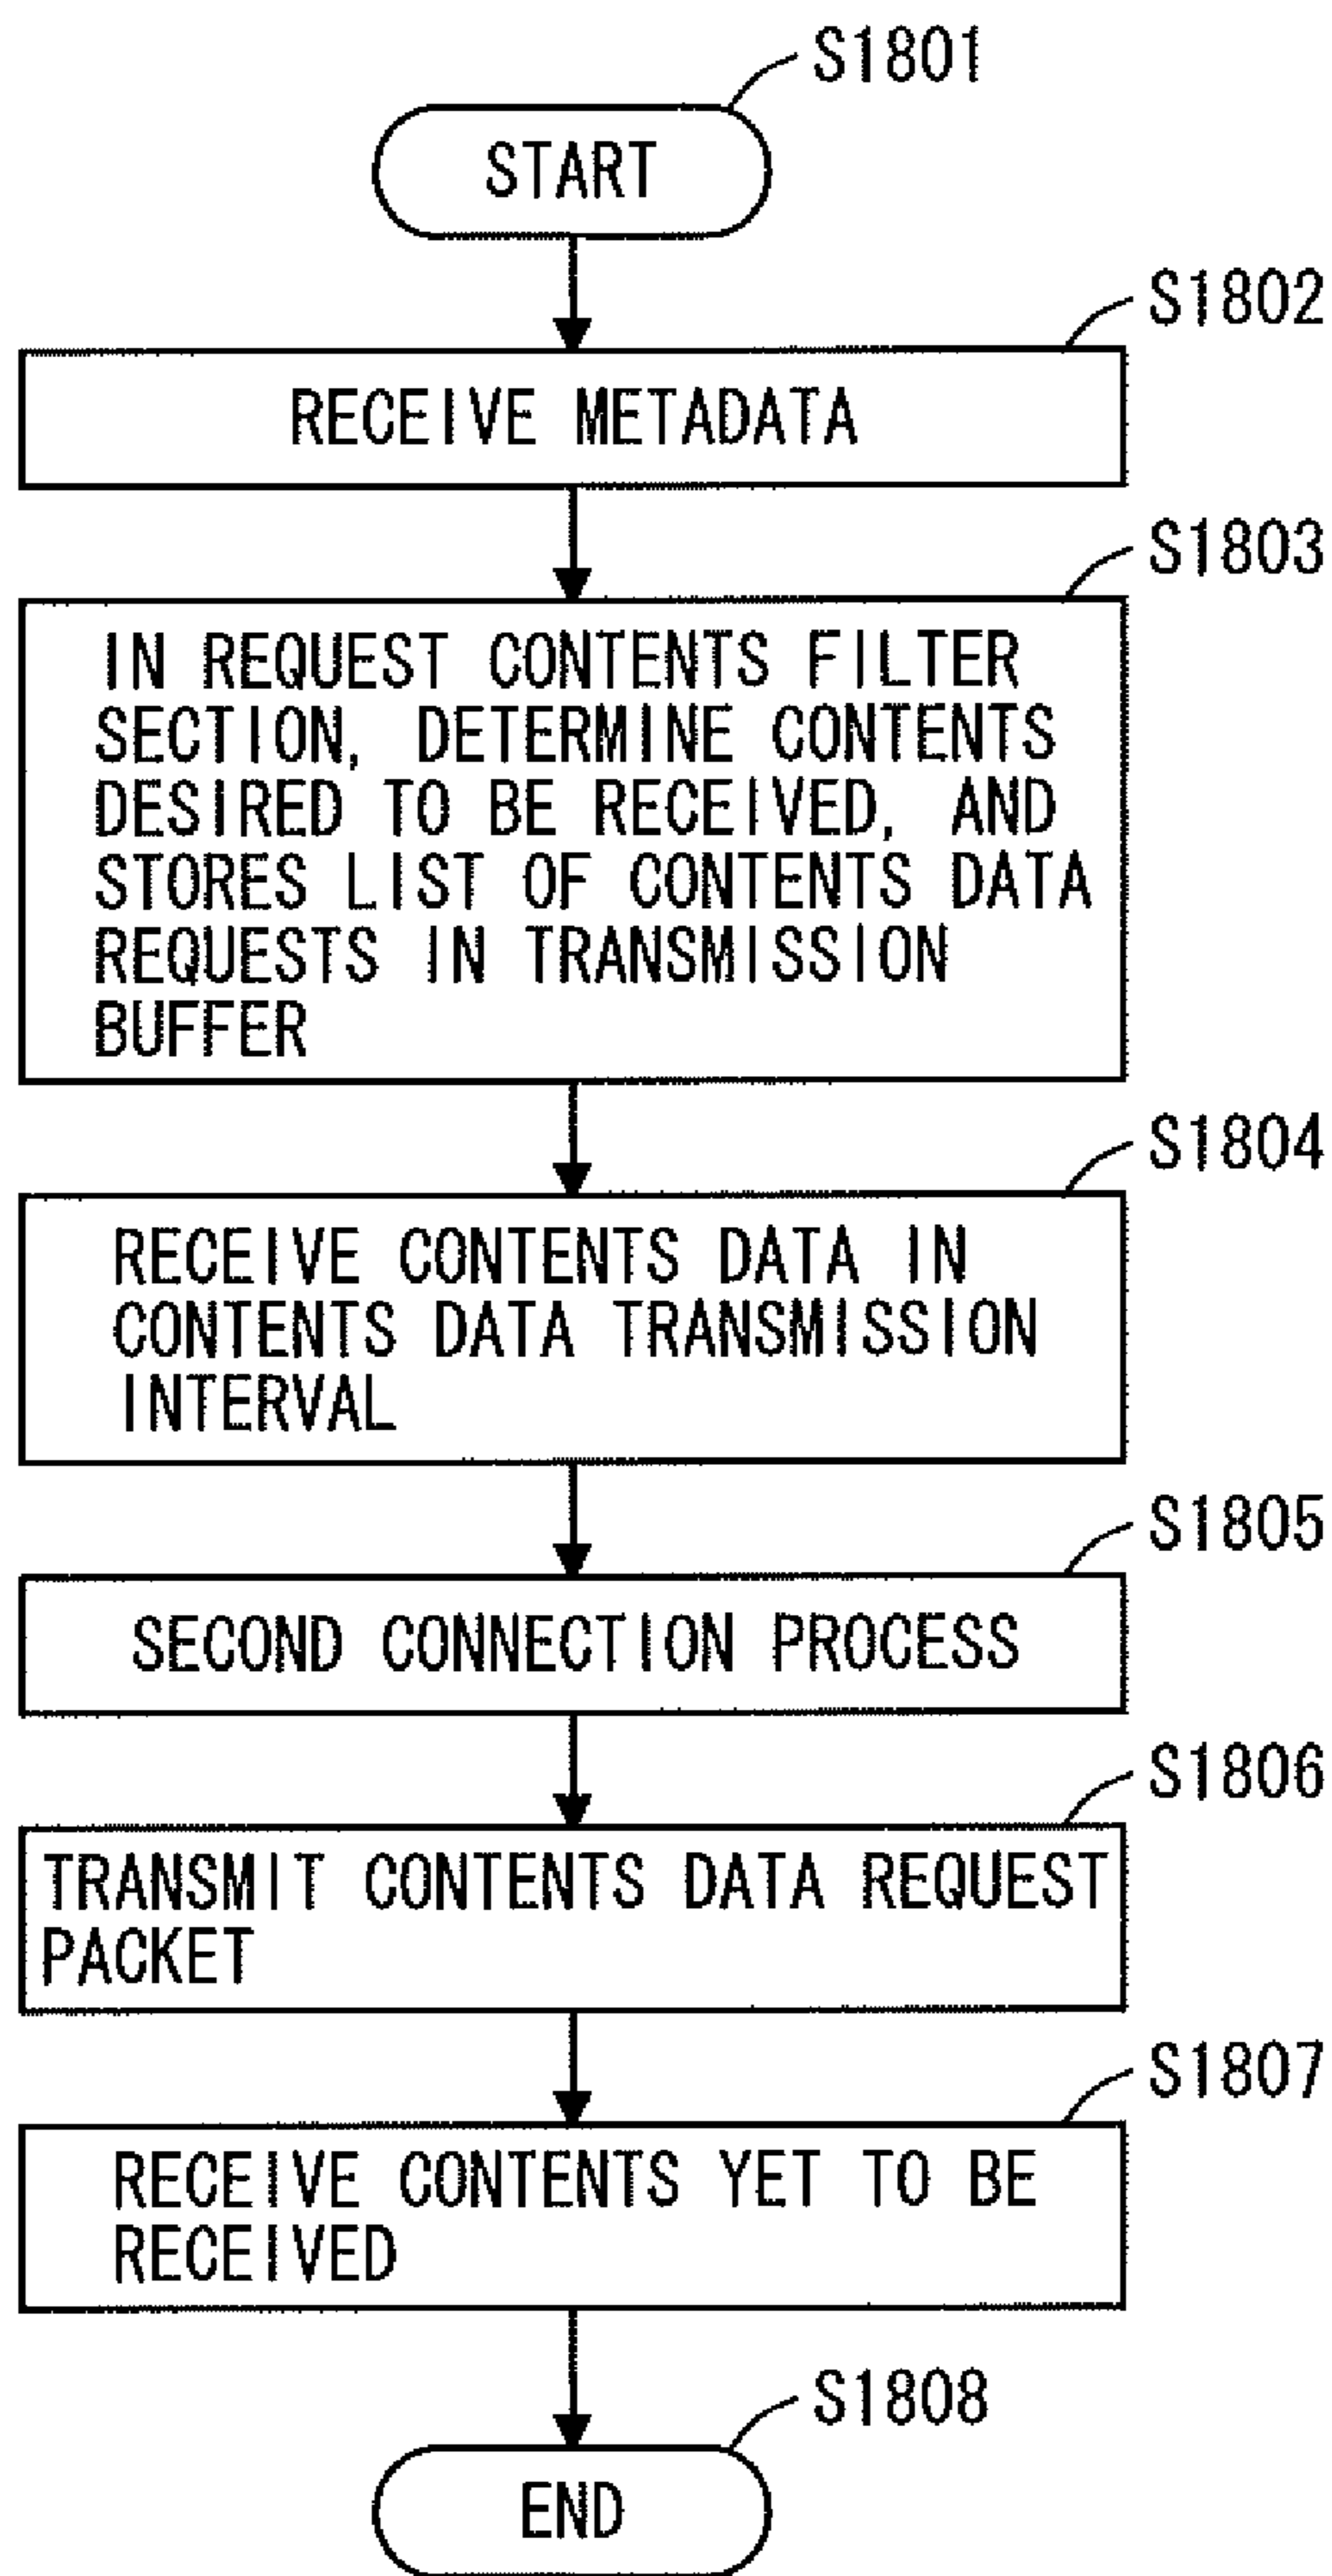 S1801
START
S1802
RECEIVE METADATA
S1803
IN REQUEST CONTENTS FILTER
SECTION, DETERMINE CONTENTS
DESIRED TO BE RECEIVED, AND
STORES LIST OF CONTENTS DATA
REQUESTS IN TRANSMISSION
BUFFER
S1804
RECEIVE CONTENTS DATA IN
CONTENTS DATA TRANSMISSION
INTERVAL
S1805
SECOND CONNECTION PROCESS
S1806
TRANSMIT CONTENTS DATA REQUEST
PACKET
S1807
RECEIVE CONTENTS YET TO BE
RECEIVED
S1808
END